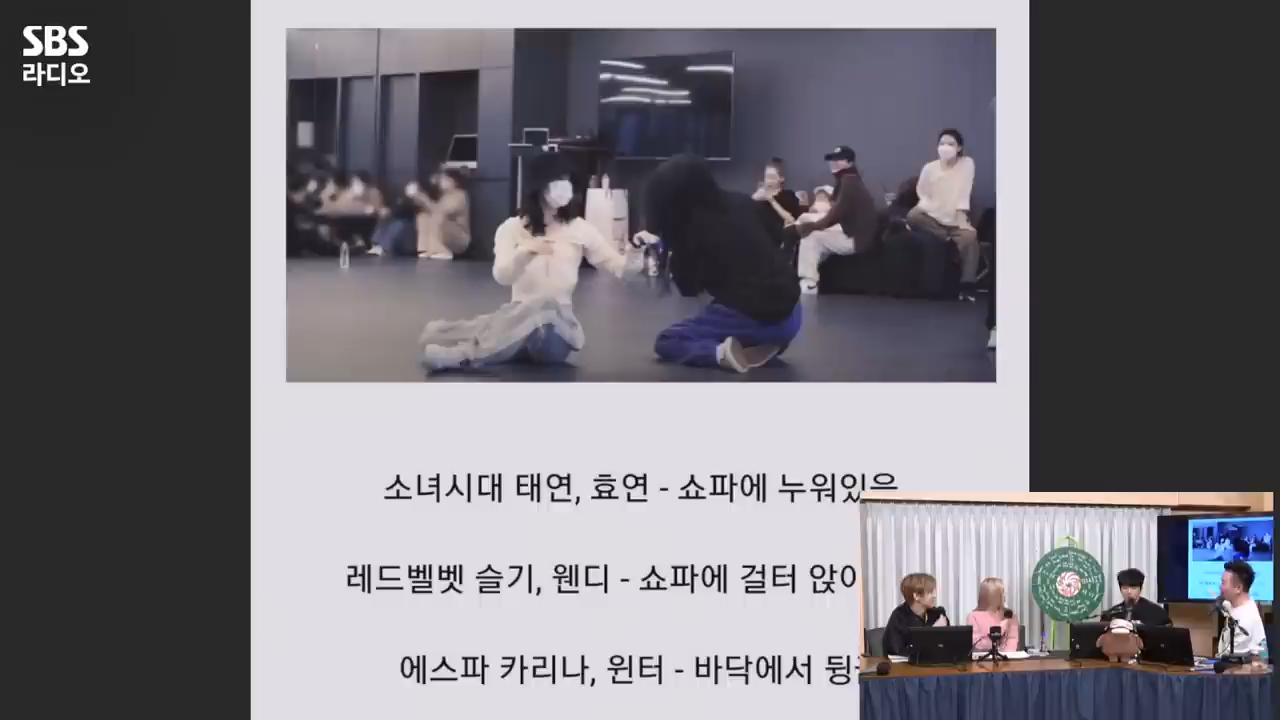 SBS
라디오
소녀시대 태연, 효연 - 쇼파에 누워있음
레드벨벳 슬기, 웬디 - 쇼파에 걸터 앉아
에스파 카리나, 윈터 - 바닥에서 뒹